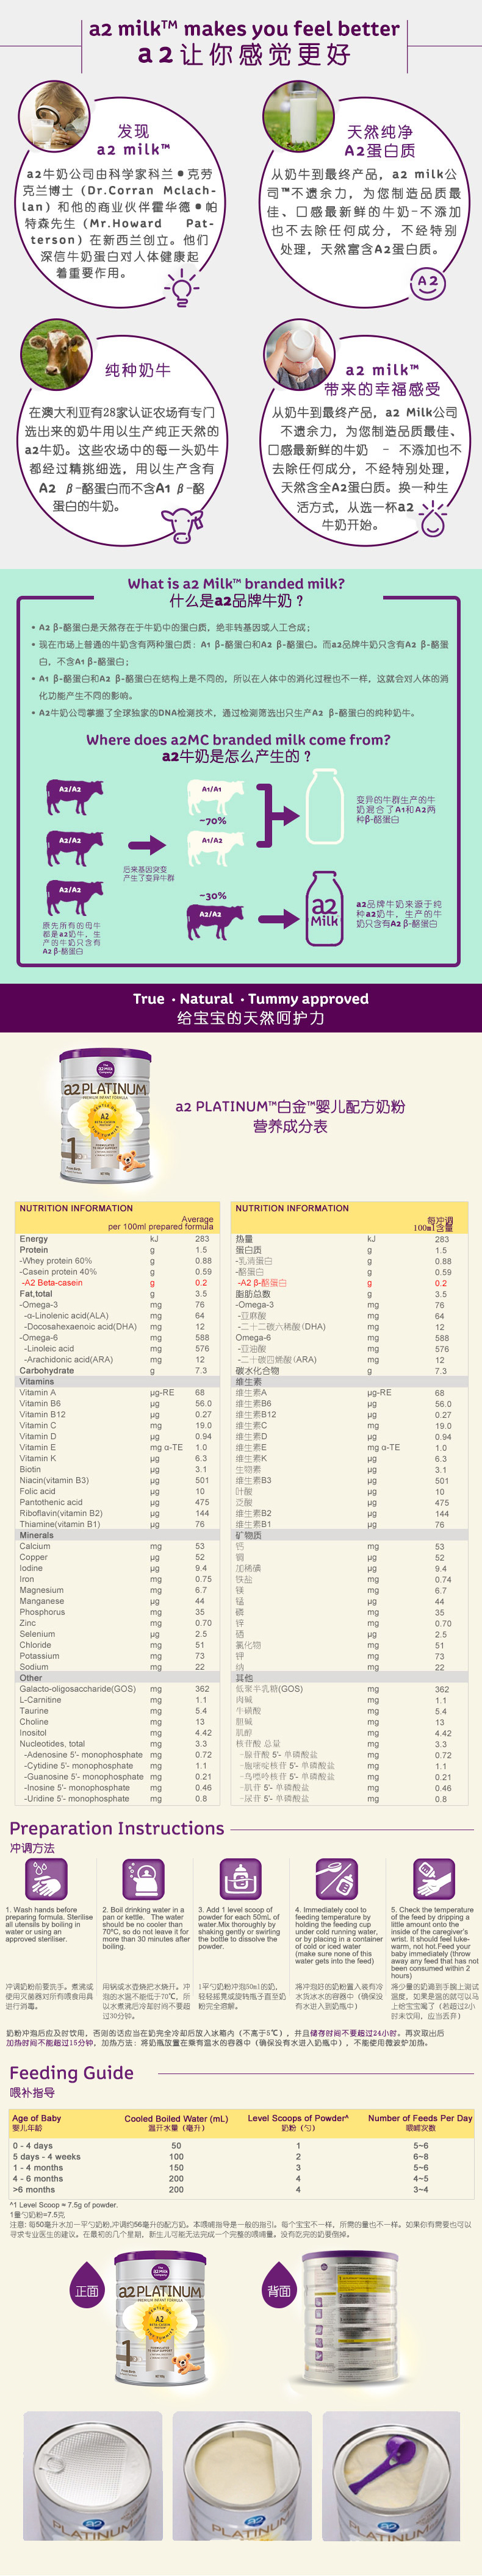 a2 milk™ makes you feel better
a2让你感觉更好
发现
a2 milk™
a2牛奶公司由科学家科兰●克劳
克兰博士（Dr.Corran Mclach-
lan）和他的商业伙伴霍华德●帕
特森先生（Mr.Howard Pat-
terson）在新西兰创立。他们
深信牛奶蛋白对人体健康起
着重要作用。
天然纯净
A2蛋白质
从奶牛到最终产品，a2 milk公
司™不遗余力，为您制造品质最
佳、口感最新鲜的牛奶-不添加
也不去除任何成分，不经特别
处理，天然富含A2蛋白质。
A2
纯种奶牛
在澳大利亚有28家认证农场有专门
选出来的奶牛用以生产纯正天然的
a2牛奶。这些农场中的每一头奶牛
都经过精挑细选，用以生产含有
A2 β-酪蛋白而不含A1 β-酪
蛋白的牛奶。
a2 milk™
带来的幸福感受
从奶牛到最终产品，a2 Milk公司
不遗余力，为您制造品质最佳、
口感最新鲜的牛奶 - 不添加也不
去除任何成分，不经特别处理，
天然含全A2蛋白质。换一种生
活方式，从选一杯a2
牛奶开始。
What is a2 Milk™ branded milk?
什么是a2品牌牛奶？
• A2 β-酪蛋白是天然存在于牛奶中的蛋白质，绝非转基因或人工合成；
• 现在市场上普通的牛奶含有两种蛋白质：A1 β-酪蛋白和A2 β-酪蛋白。而a2品牌牛奶只含有A2 β-酪蛋
白，不含A1 β-酪蛋白；
• A1 β-酪蛋白和A2 β-酪蛋白在结构上是不同的，所以在人体中的消化过程也不一样，这就会对人体的消
化功能产生不同的影响。
• A2牛奶公司掌握了全球独家的DNA检测技术，通过检测筛选出只生产A2 β-酪蛋白的纯种奶牛。
Where does a2MC branded milk come from?
a2牛奶是怎么产生的？
A2/A2
A2/A2
A2/A2
原先所有的母牛
都是a2奶牛，生
产的牛奶只含有
A2 β-酪蛋白
后来基因突变
产生了变异牛群
A1/A1
~70%
A1/A2
~30%
A2/A2
变异的牛群生产的牛
奶混合了A1和A2两
种β-酪蛋白
a2
Milk
a2品牌牛奶来源于纯
种a2奶牛，生产的牛
奶只含有A2 β-酪蛋白
True · Natural · Tummy approved
给宝宝的天然呵护力
a2 PLATINUM
A2
1
a2 PLATINUM™白金™婴儿配方奶粉
营养成分表
NUTRITION INFORMATION
Average
per 100ml prepared formula
Energy kJ 283
Protein g 1.5
-Whey protein 60% g 0.88
-Casein protein 40% g 0.59
-A2 Beta-casein g 0.2
Fat,total g 3.5
-Omega-3 mg 76
-α-Linolenic acid(ALA) mg 64
-Docosahexaenoic acid(DHA) mg 12
-Omega-6 mg 588
-Linoleic acid mg 576
-Arachidonic acid(ARA) mg 12
Carbohydrate g 7.3
Vitamins
Vitamin A μg-RE 68
Vitamin B6 μg 56.0
Vitamin B12 μg 0.27
Vitamin C mg 19.0
Vitamin D μg 0.94
Vitamin E mg α-TE 1.0
Vitamin K μg 6.3
Biotin μg 3.1
Niacin(vitamin B3) μg 501
Folic acid μg 10
Pantothenic acid μg 475
Riboflavin(vitamin B2) μg 144
Thiamine(vitamin B1) μg 76
Minerals
Calcium mg 53
Copper μg 52
Iodine μg 9.4
Iron mg 0.75
Magnesium mg 6.7
Manganese μg 44
Phosphorus mg 35
Zinc mg 0.70
Selenium μg 2.5
Chloride mg 51
Potassium mg 73
Sodium mg 22
Other
Galacto-oligosaccharide(GOS) mg 362
L-Carnitine mg 1.1
Taurine mg 5.4
Choline mg 13
Inositol mg 4.42
Nucleotides, total mg 3.3
-Adenosine 5'- monophosphate mg 0.72
-Cytidine 5'- monophosphate mg 1.1
-Guanosine 5'- monophosphate mg 0.21
-Inosine 5'- monophosphate mg 0.46
-Uridine 5'- monophosphate mg 0.8
NUTRITION INFORMATION
每冲调
100ml含量
热量 kJ 283
蛋白质 g 1.5
-乳清蛋白 g 0.88
-酪蛋白 g 0.59
-A2 β-酪蛋白 g 0.2
脂肪总数 g 3.5
-Omega-3 mg 76
-亚麻酸 mg 64
-二十二碳六稀酸(DHA) mg 12
Omega-6 mg 588
-亚油酸 mg 576
-二十碳四烯酸(ARA) mg 12
碳水化合物 g 7.3
维生素
维生素A μg-RE 68
维生素B6 μg 56.0
维生素B12 μg 0.27
维生素C mg 19.0
维生素D μg 0.94
维生素E mg α-TE 1.0
维生素K μg 6.3
生物素 μg 3.1
维生素B3 μg 501
叶酸 μg 10
泛酸 μg 475
维生素B2 μg 144
维生素B1 μg 76
矿物质
钙 mg 53
铜 μg 52
加稀碘 μg 9.4
铁盐 mg 0.74
镁 mg 6.7
锰 μg 44
磷 mg 35
锌 mg 0.70
硒 μg 2.5
氯化物 mg 51
钾 mg 73
纳 mg 22
其他
低聚半乳糖(GOS) mg 362
肉碱 mg 1.1
牛磺酸 mg 5.4
胆碱 mg 13
肌醇 mg 4.42
核苷酸 总量 mg 3.3
-腺苷酸 5'- 单磷酸盐 mg 0.72
-胞嘧啶核苷 5'- 单磷酸盐 mg 1.1
-鸟嘌呤核苷 5'- 单磷酸盐 mg 0.21
-肌苷 5'- 单磷酸盐 mg 0.46
-尿苷 5'- 单磷酸盐 mg 0.8
Preparation Instructions
冲调方法
1. Wash hands before
preparing formula. Sterilise
all utensils by boiling in
water or using an
approved steriliser.
2. Boil drinking water in a
pan or kettle. The water
should be no cooler than
70°C, so do not leave it for
more than 30 minutes after
boiling.
3. Add 1 level scoop of
powder for each 50mL of
water.Mix thoroughly by
shaking gently or swirling
the bottle to dissolve the
powder.
4. Immediately cool to
feeding temperature by
holding the feeding cup
under cold running water,
or by placing in a container
of cold or iced water
(make sure none of this
water gets into the feed)
5. Check the temperature
of the feed by dripping a
little amount onto the
inside of the caregiver's
wrist. It should feel luke-
warm, not hot.Feed your
baby immediately (throw
away any feed that has not
been consumed within 2
hours)
冲调奶粉前要洗手。煮沸或
使用灭菌器对所有喂食用具
进行消毒。
用锅或水壶烧把水烧开。冲
泡的水温不能低于70℃，所
以水煮沸后冷却时间不要超
过30分钟。
1平勺奶粉冲泡50ml的奶。
轻轻摇晃或旋转瓶子直至奶
粉完全溶解。
将冲泡好的奶粉置入装有冷
水货冰水的容器中（确保没
有水进入到奶瓶中）
将少量的奶滴到手腕上测试
温度，如果是温的就可以马
上给宝宝喝了（若超过2小
时未饮用，应当丢弃）
奶粉冲泡后应及时饮用，否则的话应当在奶完全冷却后放入冰箱内（不高于5℃），并且储存时间不要超过24小时。再次取出后
加热时间不能超过15分钟，加热方法：将奶瓶放置在乘有温水的容器中（确保没有水进入奶瓶中），不能使用微波炉加热。
Feeding Guide
喂补指导
Age of Baby Cooled Boiled Water (mL) Level Scoops of Powder^ Number of Feeds Per Day
婴儿年龄 温开水量（毫升） 奶粉（勺） 喂哺次数
0 - 4 days 50 1 5~6
5 days - 4 weeks 100 2 6~8
1 - 4 months 150 3 5~6
4 - 6 months 200 4 4~5
>6 months 200 4 3~4
^1 Level Scoop ≈ 7.5g of powder.
1量勺奶粉=7.5克
注意: 每50毫升水加一平勺奶粉,冲调约56毫升的配方奶。本喂哺指导是一般的指引。每个宝宝不一样，所需的量也不一样。如果你有需要也可以
寻求专业医生的建议。在最初的几个星期，新生儿可能无法完成一个完整的喂哺量。没有吃完的奶要倒掉。
正面
a2 PLATINUM
A2
1
背面
PLATINUM
PLATINUM
PLATINUM